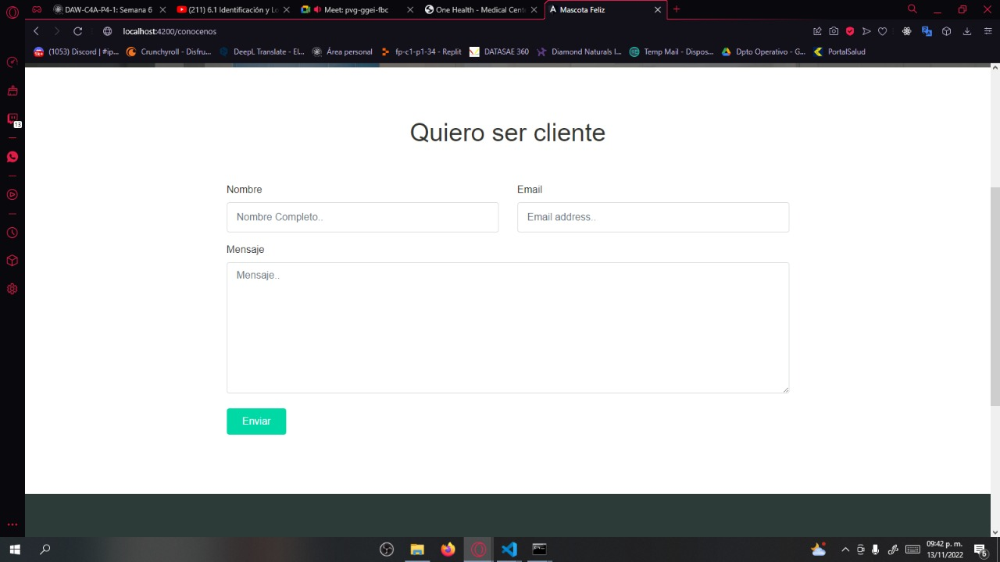 DAW-C4A-P4-1: Semana 6
(211) 6.1 Identificación y Lo
Meet: pvg-ggei-fbc
One Health - Medical Cent
Mascota Feliz
localhost:4200/conocenos
1K+
(1053) Discord | #ip...
Crunchyroll - Disfru...
DeepL Translate - El...
Área personal
fp-c1-p1-34 - Replit
DATASAE 360
Diamond Naturals I...
Temp Mail - Dispos...
Dpto Operativo - G...
PortalSalud
13
Quiero ser cliente
Nombre
Email
Nombre Completo..
Email address..
Mensaje
Mensaje..
Enviar
09:42 p. m.
13/11/2022
6